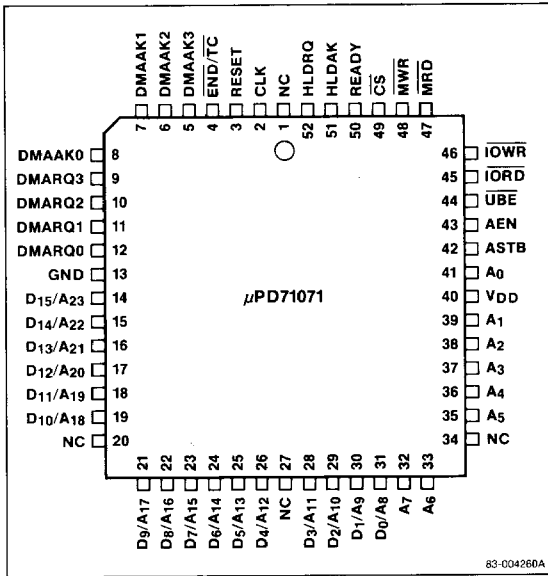 DMAAK1
DMAAK2
DMAAK3
END/TC
RESET
CLK
NC
HLDRQ
HLDAK
READY
CS
MWR
MRD
7 6 5 4 3 2 1 52 51 50 49 48 47
DMAAK0 8
DMARQ3 9
DMARQ2 10
DMARQ1 11
DMARQ0 12
GND 13
D15/A23 14
D14/A22 15
D13/A21 16
D12/A20 17
D11/A19 18
D10/A18 19
NC 20
µPD71071
46 IOWR
45 IORD
44 UBE
43 AEN
42 ASTB
41 A0
40 VDD
39 A1
38 A2
37 A3
36 A4
35 A5
34 NC
21 22 23 24 25 26 27 28 29 30 31 32 33
D9/A17
D8/A16
D7/A15
D6/A14
D5/A13
D4/A12
NC
D3/A11
D2/A10
D1/A9
D0/A8
A7
A6
83-004260A